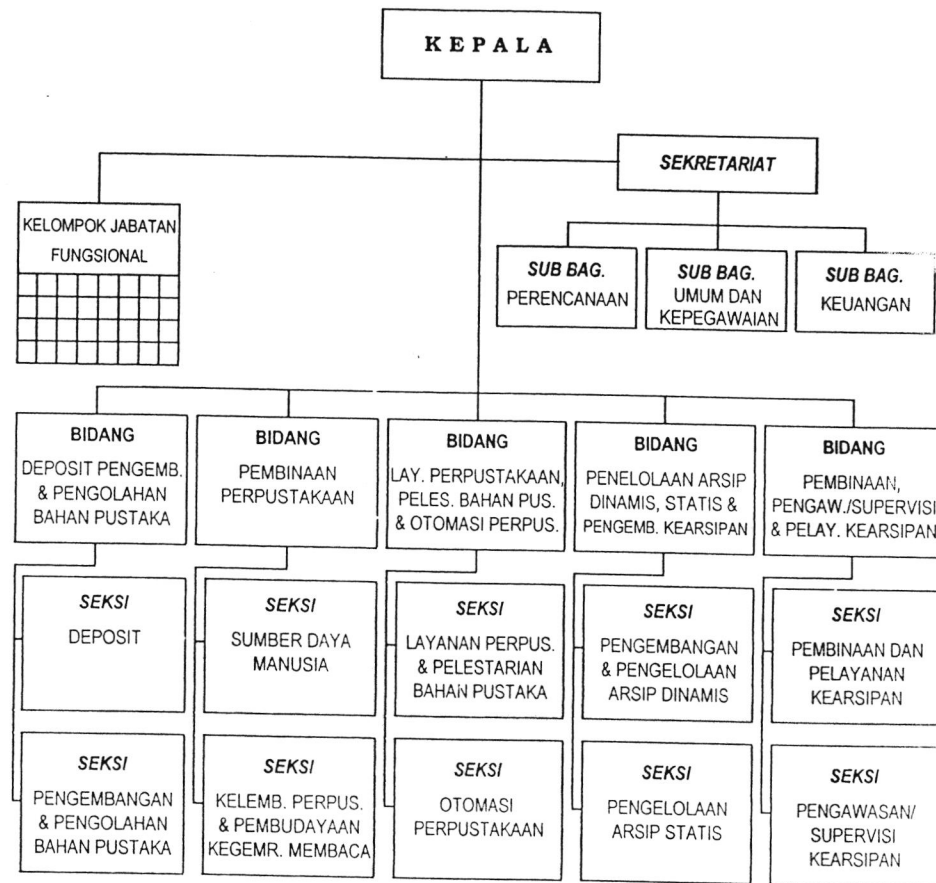 KEPALA
SEKRETARIAT
KELOMPOK JABATAN
FUNGSIONAL
SUB BAG.
PERENCANAAN
SUB BAG.
UMUM DAN
KEPEGAWAIAN
SUB BAG.
KEUANGAN
BIDANG
DEPOSIT PENGEMB.
& PENGOLAHAN
BAHAN PUSTAKA
BIDANG
PEMBINAAN
PERPUSTAKAAN
BIDANG
LAY. PERPUSTAKAAN,
PELES. BAHAN PUS.
& OTOMASI PERPUS.
BIDANG
PENELOLAAN ARSIP
DINAMIS, STATIS &
PENGEMB. KEARSIPAN
BIDANG
PEMBINAAN,
PENGAW./SUPERVISI
& PELAY. KEARSIPAN
SEKSI
DEPOSIT
SEKSI
SUMBER DAYA
MANUSIA
SEKSI
LAYANAN PERPUS.
& PELESTARIAN
BAHAN PUSTAKA
SEKSI
PENGEMBANGAN
& PENGELOLAAN
ARSIP DINAMIS
SEKSI
PEMBINAAN DAN
PELAYANAN
KEARSIPAN
SEKSI
PENGEMBANGAN
& PENGOLAHAN
BAHAN PUSTAKA
SEKSI
KELEMB. PERPUS.
& PEMBUDAYAAN
KEGEMR. MEMBACA
SEKSI
OTOMASI
PERPUSTAKAAN
SEKSI
PENGELOLAAN
ARSIP STATIS
SEKSI
PENGAWASAN/
SUPERVISI
KEARSIPAN